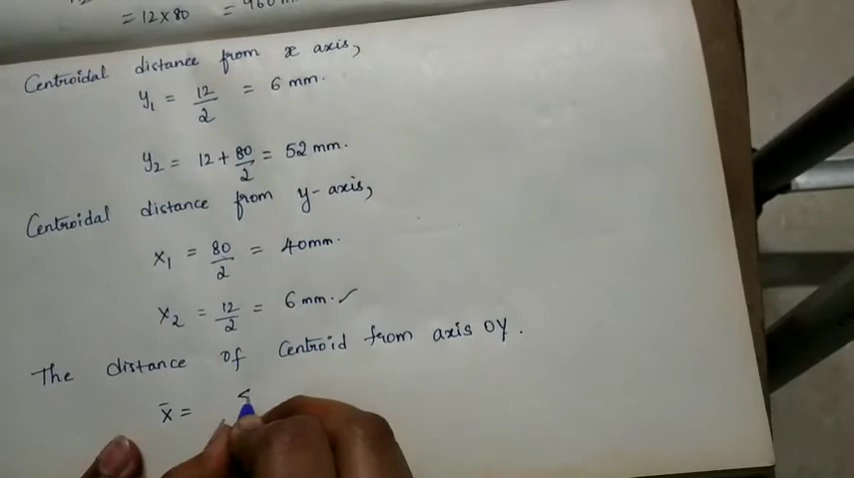 = 12 x 80 = 960
Centroidal distance from x axis,
y1 = 12/2 = 6 mm.
y2 = 12 + 80/2 = 52 mm.
Centroidal distance from y-axis,
x1 = 80/2 = 40mm.
x2 = 12/2 = 6 mm. ✓
The distance of Centroid from axis OY.
x̄ =